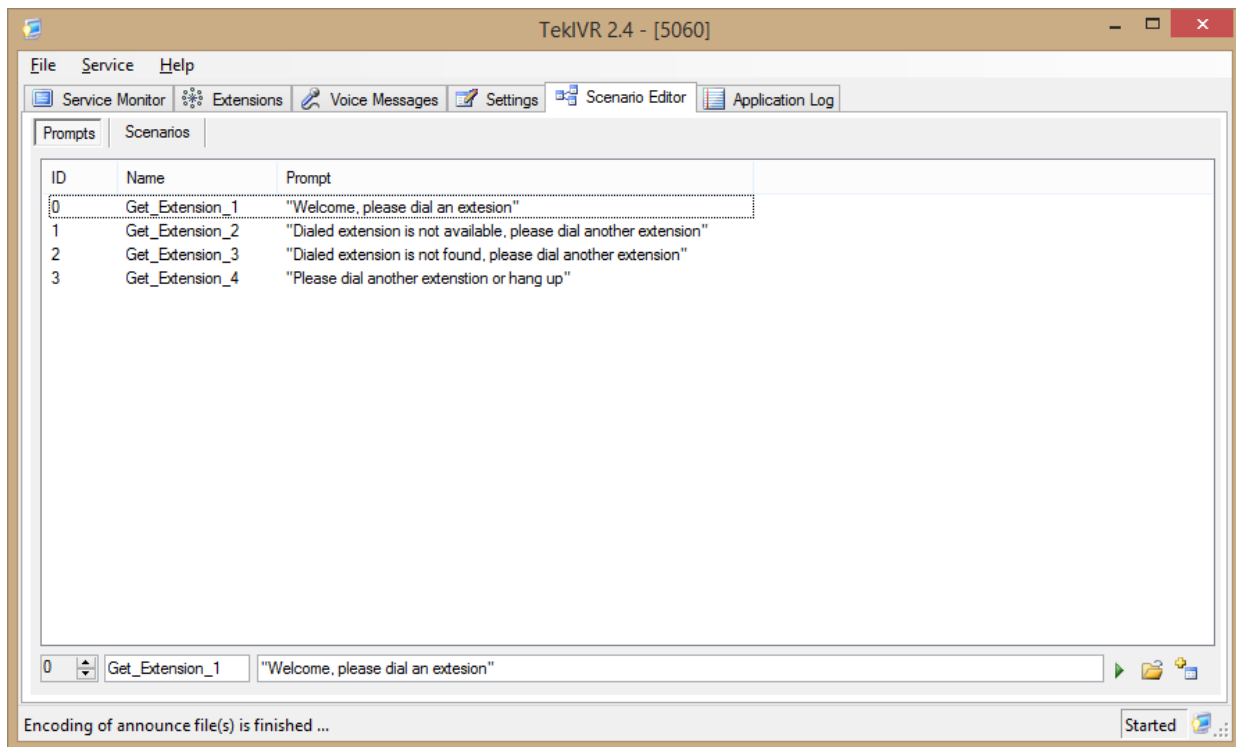 TekIVR 2.4 - [5060]
File Service Help
Service Monitor Extensions Voice Messages Settings Scenario Editor Application Log
Prompts Scenarios
ID Name Prompt
0 Get_Extension_1 "Welcome, please dial an extesion"
1 Get_Extension_2 "Dialed extension is not available, please dial another extension"
2 Get_Extension_3 "Dialed extension is not found, please dial another extension"
3 Get_Extension_4 "Please dial another extenstion or hang up"
0 Get_Extension_1 "Welcome, please dial an extesion"
Encoding of announce file(s) is finished ... Started